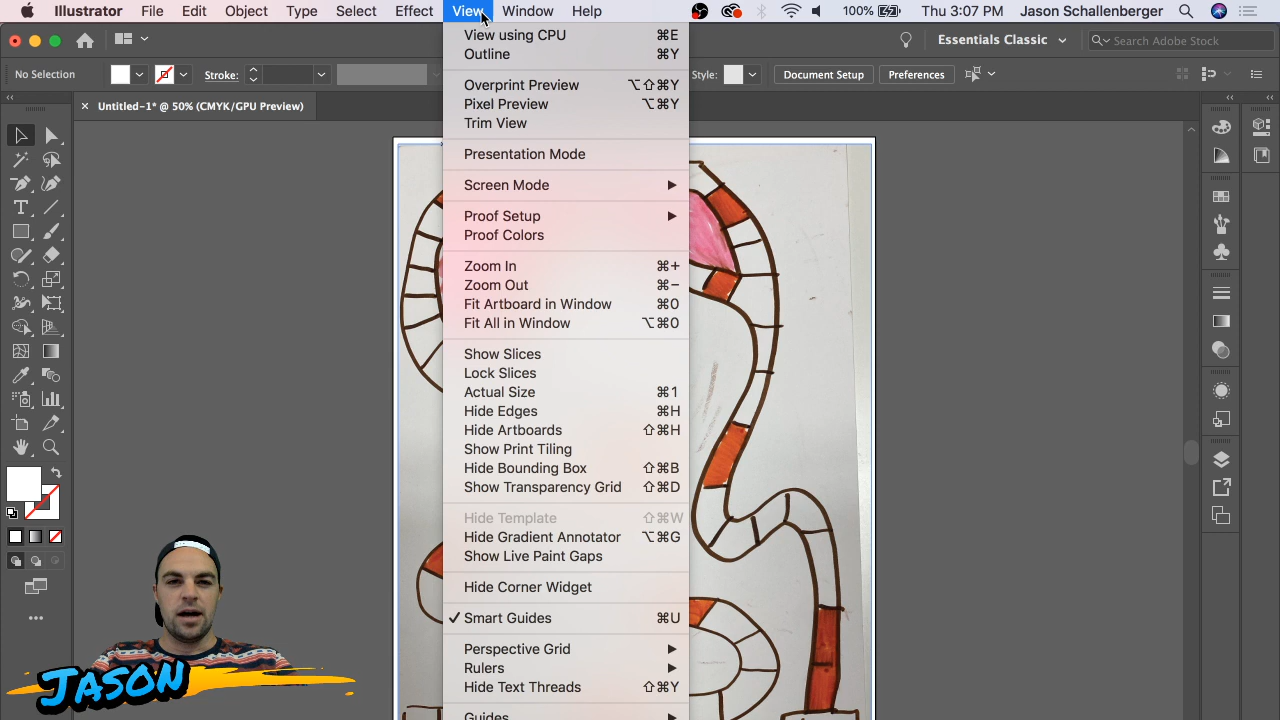 Illustrator File Edit Object Type Select Effect View Window Help 100% Thu 3:07 PM Jason Schallenberger
Essentials Classic Search Adobe Stock
No Selection Stroke: Style: Document Setup Preferences
× Untitled-1* @ 50% (CMYK/GPU Preview)
View using CPU ⌘E
Outline ⌘Y
Overprint Preview ⌥⇧⌘Y
Pixel Preview ⌥⌘Y
Trim View
Presentation Mode
Screen Mode
Proof Setup
Proof Colors
Zoom In ⌘+
Zoom Out ⌘−
Fit Artboard in Window ⌘0
Fit All in Window ⌥⌘0
Show Slices
Lock Slices
Actual Size ⌘1
Hide Edges ⌘H
Hide Artboards ⇧⌘H
Show Print Tiling
Hide Bounding Box ⇧⌘B
Show Transparency Grid ⇧⌘D
Hide Template ⇧⌘W
Hide Gradient Annotator ⌥⌘G
Show Live Paint Gaps
Hide Corner Widget
✓ Smart Guides ⌘U
Perspective Grid
Rulers
Hide Text Threads ⇧⌘Y
Guides
JASON